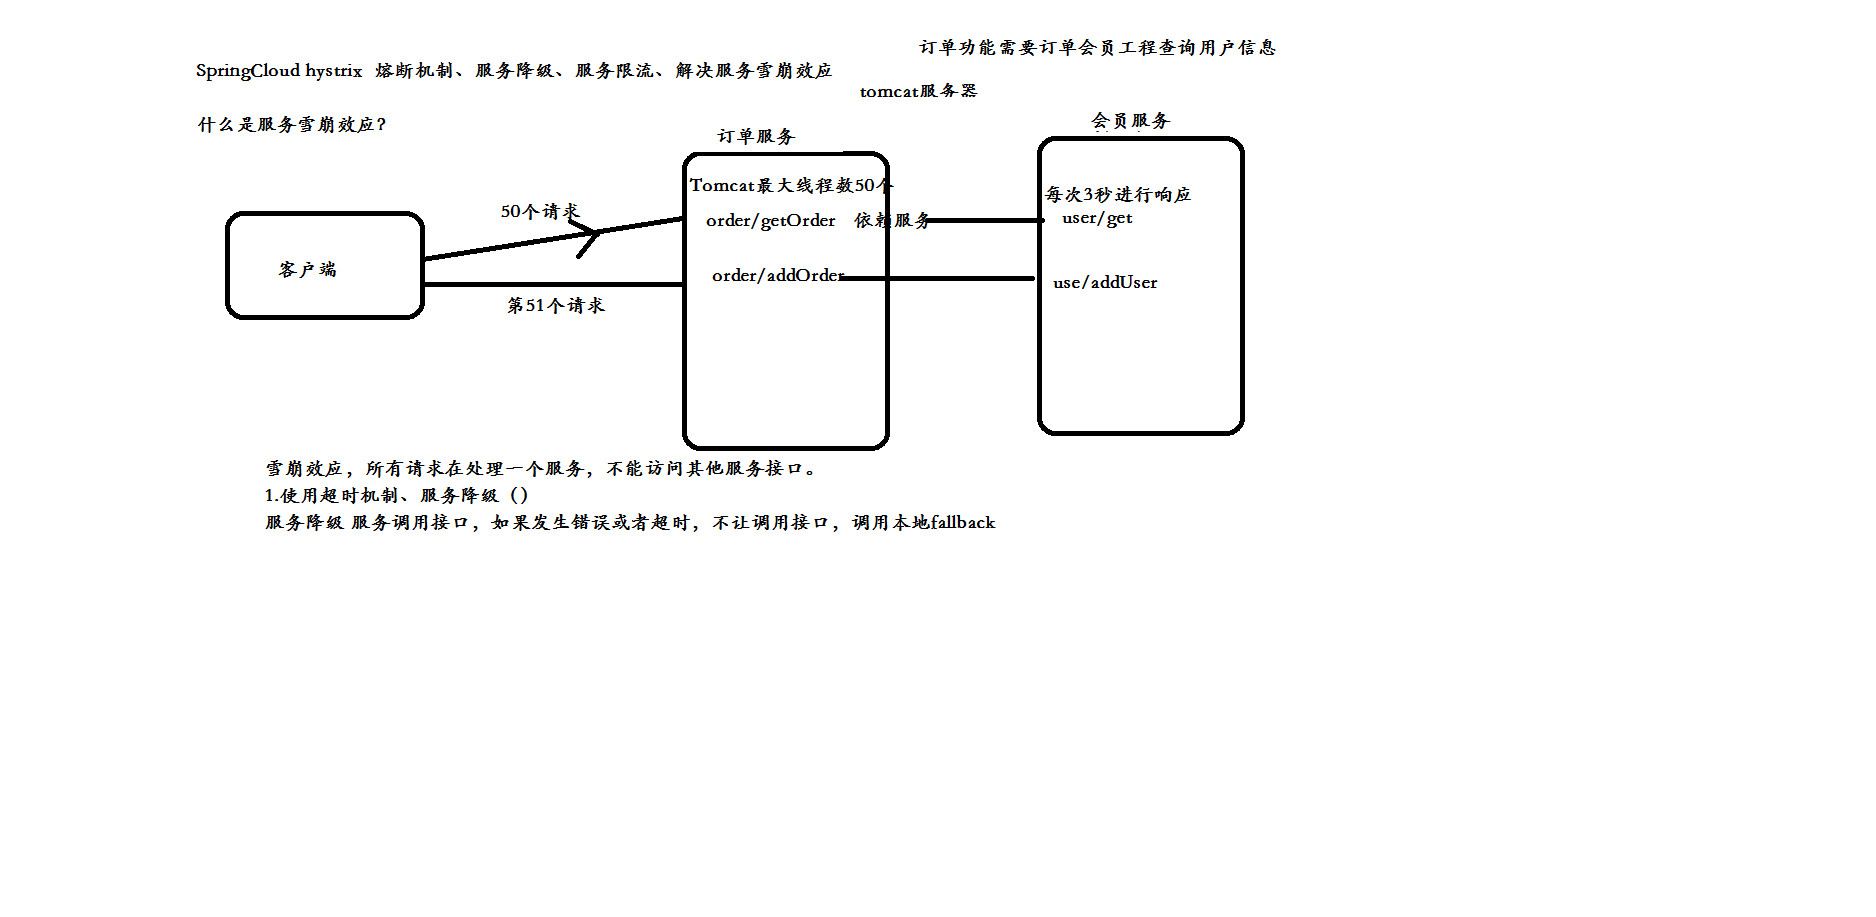 订单功能需要订单会员工程查询用户信息
SpringCloud hystrix 熔断机制、服务降级、服务限流、解决服务雪崩效应
tomcat服务器
什么是服务雪崩效应？
订单服务
会员服务
Tomcat最大线程数50个
每次3秒进行响应
50个请求
order/getOrder 依赖服务
user/get
客户端
order/addOrder
use/addUser
第51个请求
雪崩效应，所有请求在处理一个服务，不能访问其他服务接口。
1.使用超时机制、服务降级（）
服务降级 服务调用接口，如果发生错误或者超时，不让调用接口，调用本地fallback